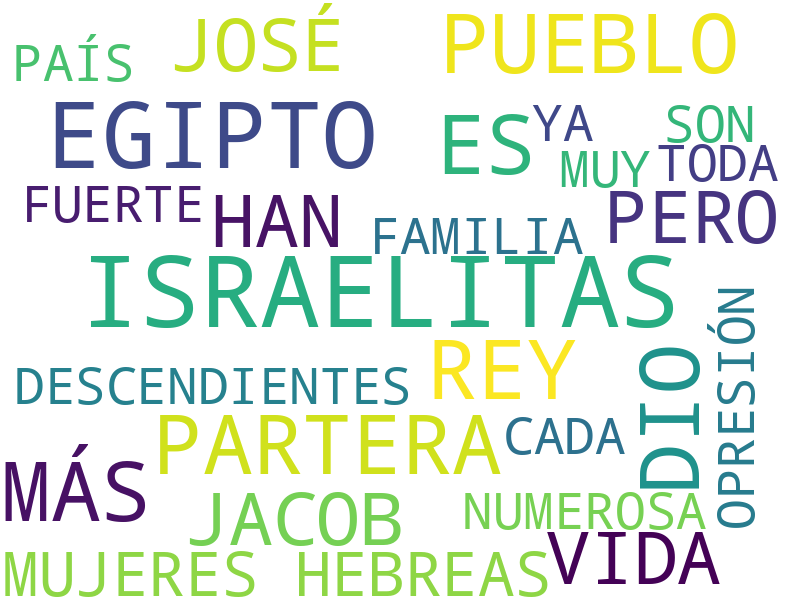 PAÍS JOSÉ PUEBLO
EGIPTO ES YA SON
MUY TODA
FUERTE HAN FAMILIA PERO
ISRAELITAS
DESCENDIENTES REY DIO OPRESIÓN
PARTERA CADA
MÁS JACOB NUMEROSA
MUJERES HEBREAS VIDA